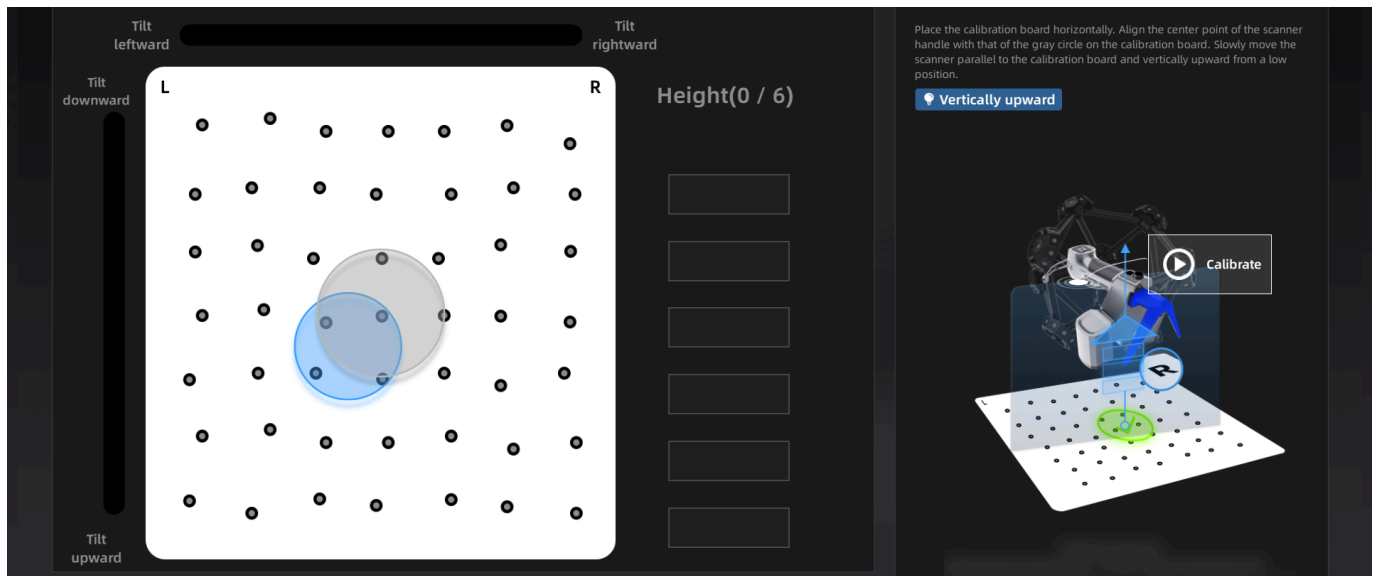 Tilt
leftward
Tilt
rightward
Tilt
downward
L
R
Height(0 / 6)
Tilt
upward
Place the calibration board horizontally. Align the center point of the scanner
handle with that of the gray circle on the calibration board. Slowly move the
scanner parallel to the calibration board and vertically upward from a low
position.
Vertically upward
Calibrate
R
L